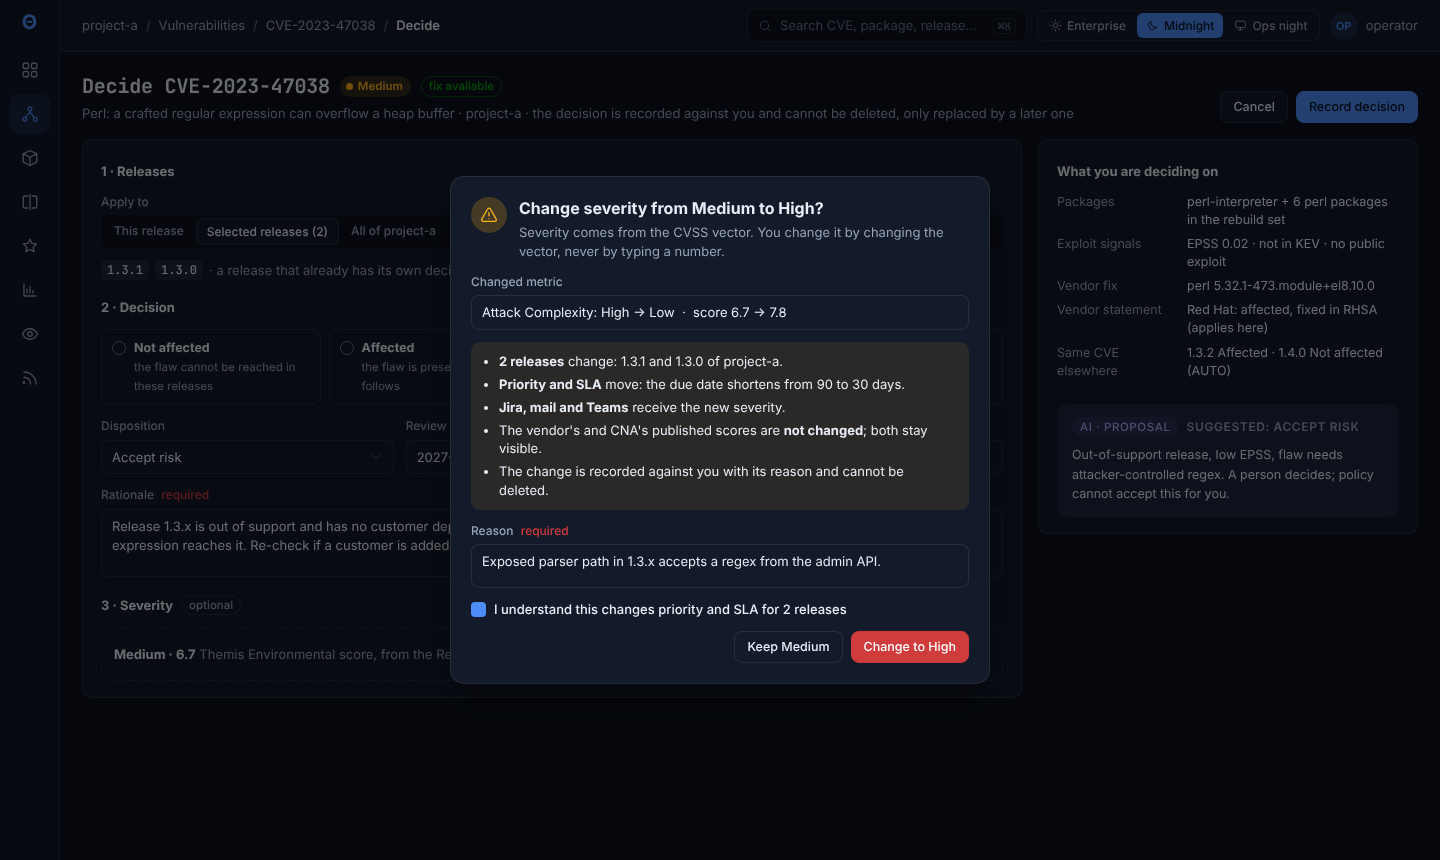 project-a / Vulnerabilities / CVE-2023-47038 / Decide
Search CVE, package, release... ⌘K
Enterprise Midnight Ops night
OP operator
Decide CVE-2023-47038 Medium fix available
Perl: a crafted regular expression can overflow a heap buffer · project-a · the decision is recorded against you and cannot be deleted, only replaced by a later one
Cancel Record decision
1 · Releases
Apply to
This release Selected releases (2) All of project-a
1.3.1 1.3.0 · a release that already has its own deci
2 · Decision
Not affected
the flaw cannot be reached in
these releases
Affected
the flaw is prese
follows
Disposition
Accept risk
Review
2027-
Rationale required
Release 1.3.x is out of support and has no customer dep
expression reaches it. Re-check if a customer is added
3 · Severity optional
Medium · 6.7 Themis Environmental score, from the Re
Change severity from Medium to High?
Severity comes from the CVSS vector. You change it by changing the
vector, never by typing a number.
Changed metric
Attack Complexity: High → Low · score 6.7 → 7.8
• 2 releases change: 1.3.1 and 1.3.0 of project-a.
• Priority and SLA move: the due date shortens from 90 to 30 days.
• Jira, mail and Teams receive the new severity.
• The vendor's and CNA's published scores are not changed; both stay
visible.
• The change is recorded against you with its reason and cannot be
deleted.
Reason required
Exposed parser path in 1.3.x accepts a regex from the admin API.
I understand this changes priority and SLA for 2 releases
Keep Medium Change to High
What you are deciding on
Packages perl-interpreter + 6 perl packages
in the rebuild set
Exploit signals EPSS 0.02 · not in KEV · no public
exploit
Vendor fix perl 5.32.1-473.module+el8.10.0
Vendor statement Red Hat: affected, fixed in RHSA
(applies here)
Same CVE 1.3.2 Affected · 1.4.0 Not affected
elsewhere (AUTO)
AI · PROPOSAL SUGGESTED: ACCEPT RISK
Out-of-support release, low EPSS, flaw needs
attacker-controlled regex. A person decides; policy
cannot accept this for you.